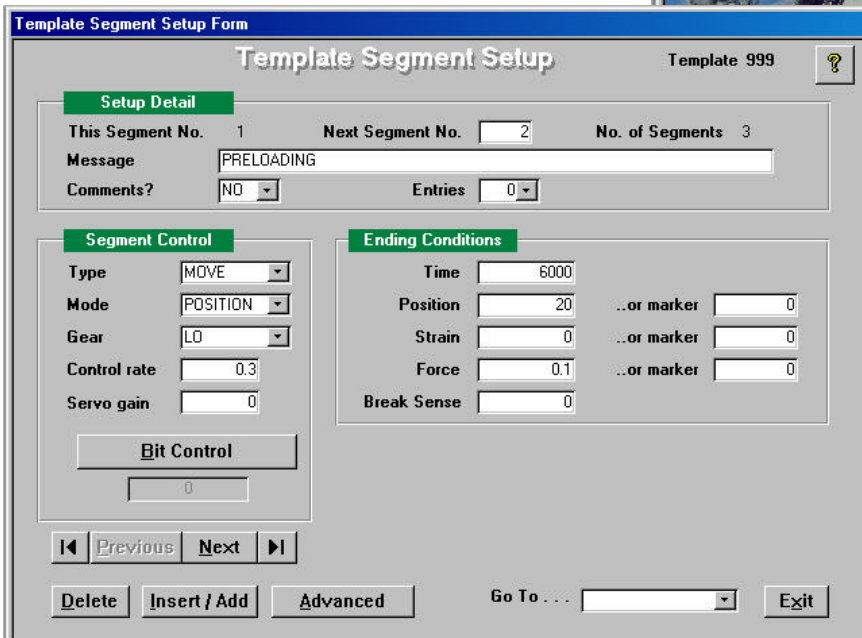 Template Segment Setup Form
Template Segment Setup Template 999 ?
Setup Detail
This Segment No. 1 Next Segment No. 2 No. of Segments 3
Message PRELOADING
Comments? NO Entries 0
Segment Control
Type MOVE
Mode POSITION
Gear LO
Control rate 0.3
Servo gain 0
Bit Control
0
Ending Conditions
Time 6000
Position 20 ..or marker 0
Strain 0 ..or marker 0
Force 0.1 ..or marker 0
Break Sense 0
Previous Next
Delete Insert / Add Advanced Go To . . . Exit